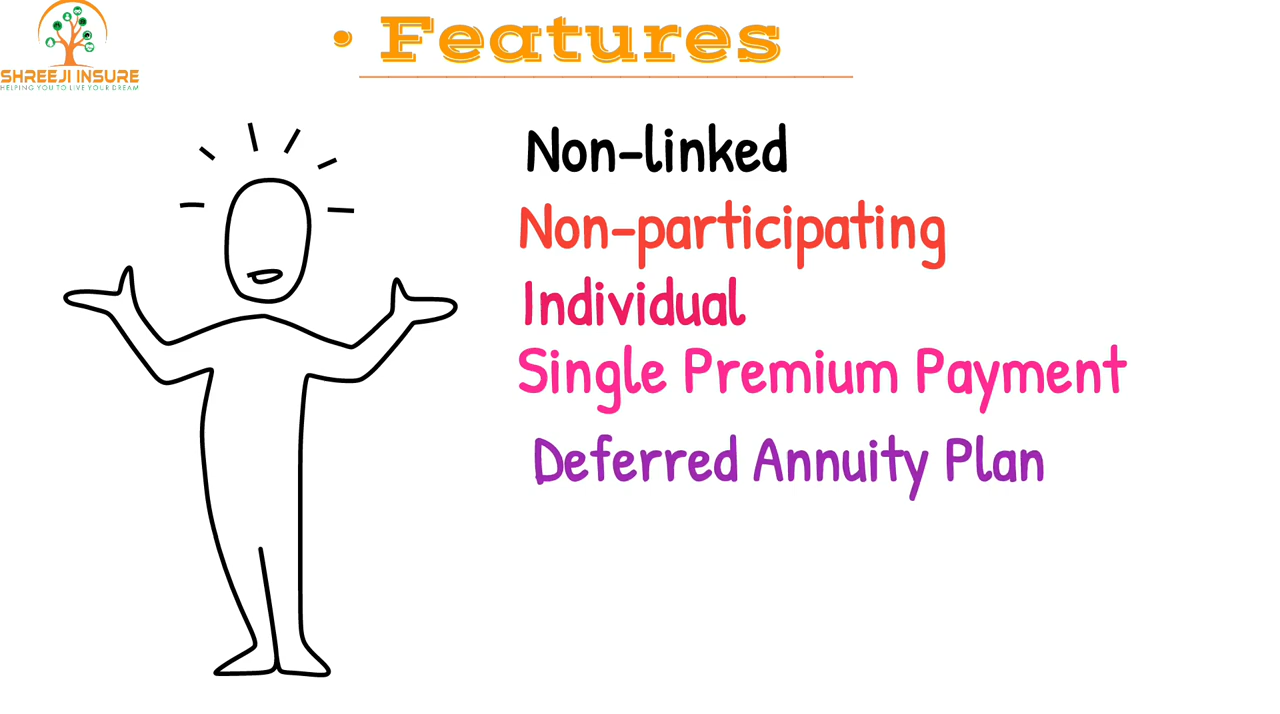 SHREEJI INSURE
HELPING YOU TO LIVE YOUR DREAM
• Features
Non-linked
Non-participating
Individual
Single Premium Payment
Deferred Annuity Plan